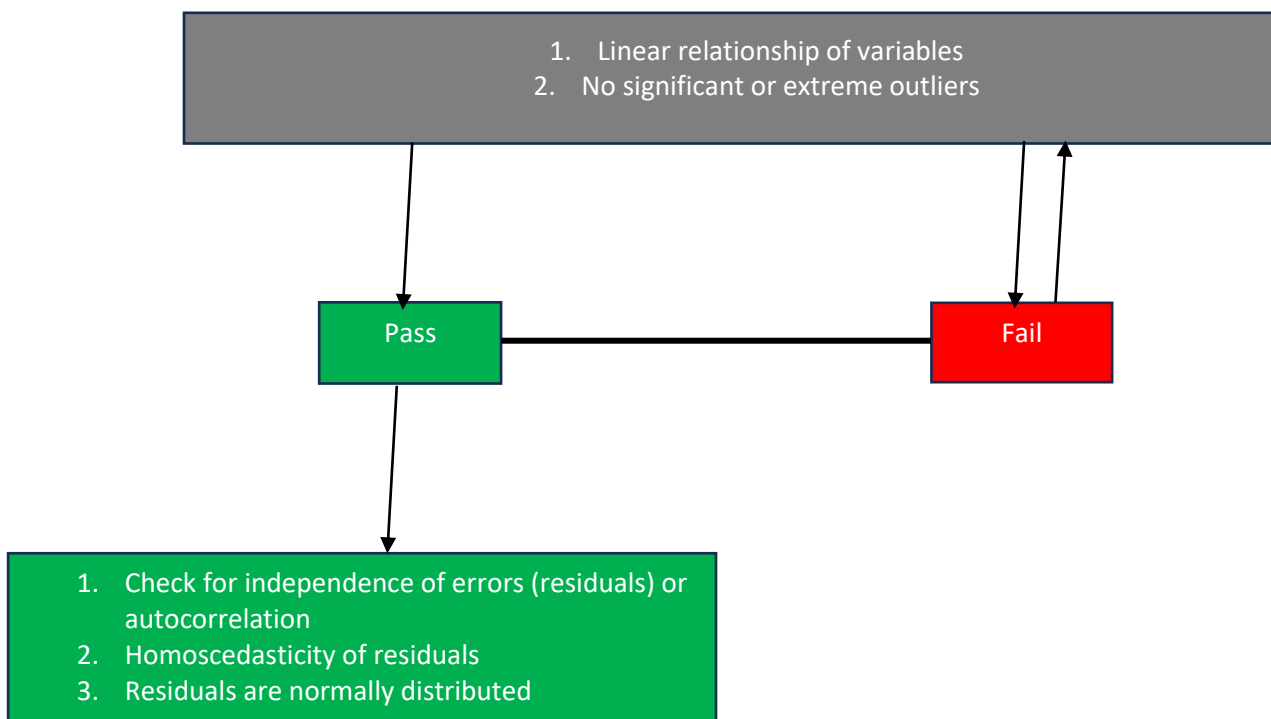 1. Linear relationship of variables
2. No significant or extreme outliers
Pass
Fail
1. Check for independence of errors (residuals) or
autocorrelation
2. Homoscedasticity of residuals
3. Residuals are normally distributed